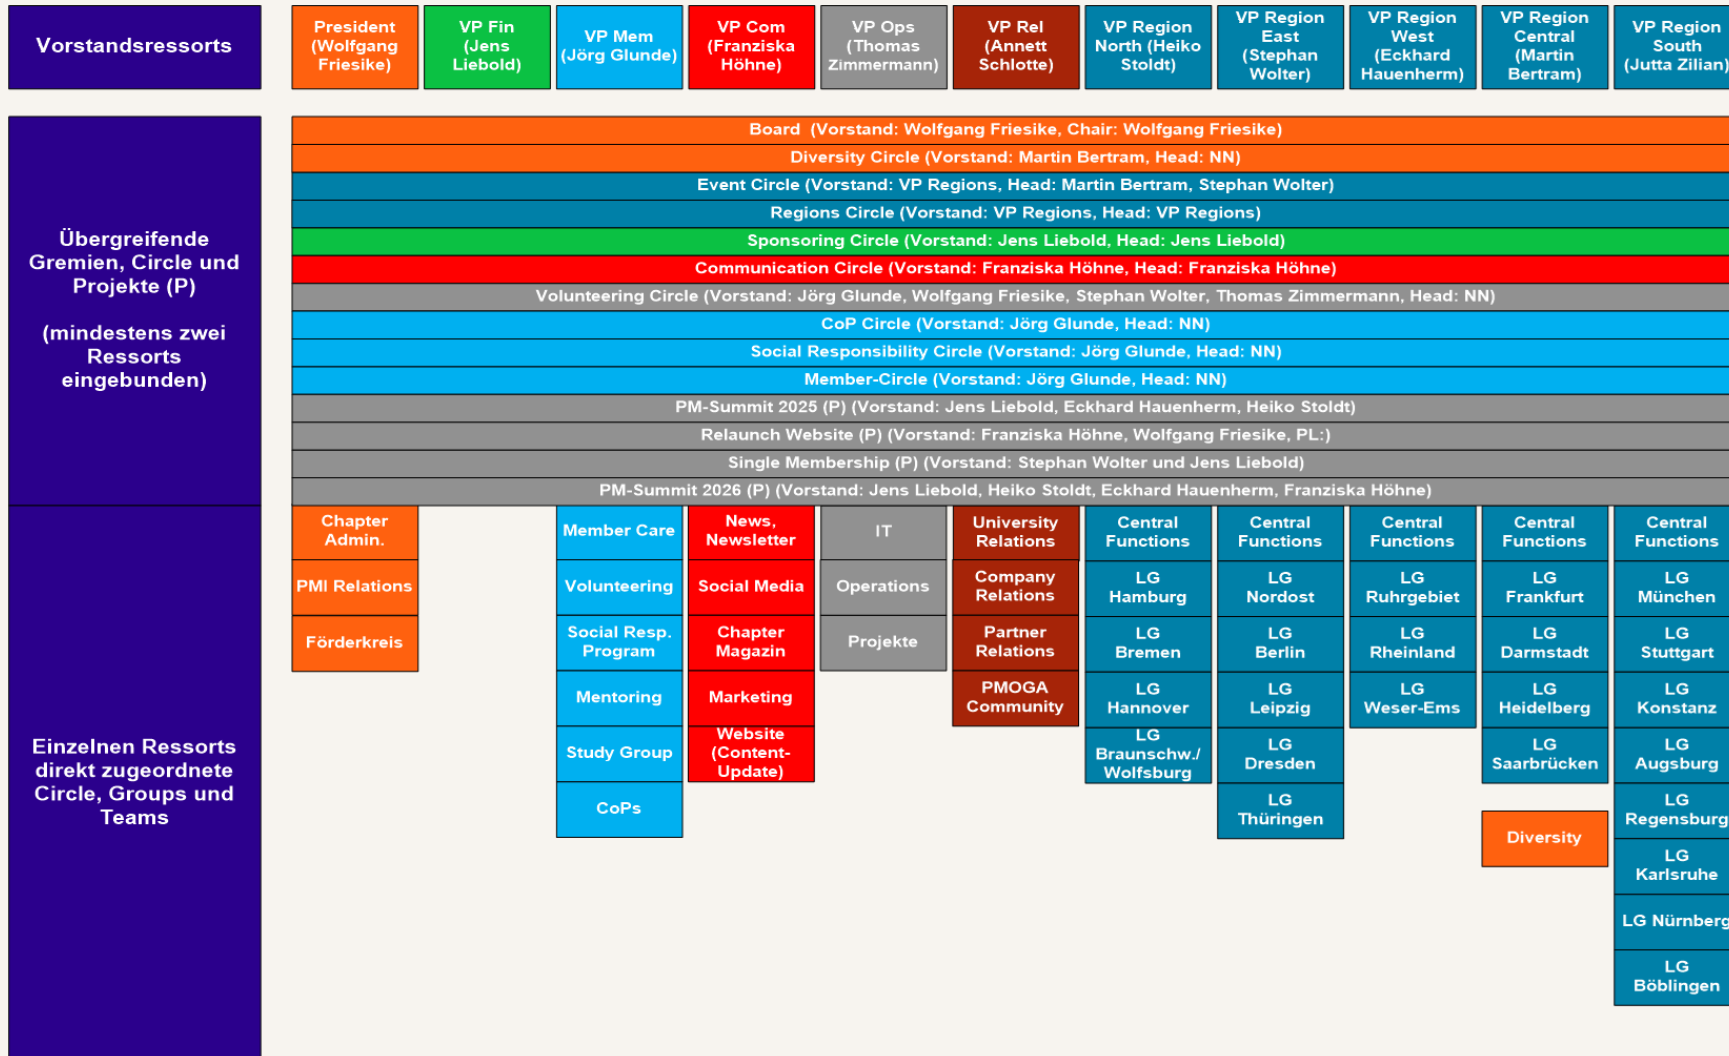 Vorstandsressorts
President
(Wolfgang
Friesike)
VP Fin
(Jens
Liebold)
VP Mem
(Jörg Glunde)
VP Com
(Franziska
Höhne)
VP Ops
(Thomas
Zimmermann)
VP Rel
(Annett
Schlotte)
VP Region
North (Heiko
Stoldt)
VP Region
East
(Stephan
Wolter)
VP Region
West
(Eckhard
Hauenherm)
VP Region
Central
(Martin
Bertram)
VP Region
South
(Jutta Zilian)
Übergreifende
Gremien, Circle und
Projekte (P)
(mindestens zwei
Ressorts
eingebunden)
Board (Vorstand: Wolfgang Friesike, Chair: Wolfgang Friesike)
Diversity Circle (Vorstand: Martin Bertram, Head: NN)
Event Circle (Vorstand: VP Regions, Head: Martin Bertram, Stephan Wolter)
Regions Circle (Vorstand: VP Regions, Head: VP Regions)
Sponsoring Circle (Vorstand: Jens Liebold, Head: Jens Liebold)
Communication Circle (Vorstand: Franziska Höhne, Head: Franziska Höhne)
Volunteering Circle (Vorstand: Jörg Glunde, Wolfgang Friesike, Stephan Wolter, Thomas Zimmermann, Head: NN)
CoP Circle (Vorstand: Jörg Glunde, Head: NN)
Social Responsibility Circle (Vorstand: Jörg Glunde, Head: NN)
Member-Circle (Vorstand: Jörg Glunde, Head: NN)
PM-Summit 2025 (P) (Vorstand: Jens Liebold, Eckhard Hauenherm, Heiko Stoldt)
Relaunch Website (P) (Vorstand: Franziska Höhne, Wolfgang Friesike, PL:)
Single Membership (P) (Vorstand: Stephan Wolter und Jens Liebold)
PM-Summit 2026 (P) (Vorstand: Jens Liebold, Heiko Stoldt, Eckhard Hauenherm, Franziska Höhne)
Einzelnen Ressorts
direkt zugeordnete
Circle, Groups und
Teams
Chapter
Admin.
PMI Relations
Förderkreis
Member Care
Volunteering
Social Resp.
Program
Mentoring
Study Group
CoPs
News,
Newsletter
Social Media
Chapter
Magazin
Marketing
Website
(Content-
Update)
IT
Operations
Projekte
University
Relations
Company
Relations
Partner
Relations
PMOGA
Community
Central
Functions
LG
Hamburg
LG
Bremen
LG
Hannover
LG
Braunschw./
Wolfsburg
Central
Functions
LG
Nordost
LG
Berlin
LG
Leipzig
LG
Dresden
LG
Thüringen
Central
Functions
LG
Ruhrgebiet
LG
Rheinland
LG
Weser-Ems
Central
Functions
LG
Frankfurt
LG
Darmstadt
LG
Heidelberg
LG
Saarbrücken
Diversity
Central
Functions
LG
München
LG
Stuttgart
LG
Konstanz
LG
Augsburg
LG
Regensburg
LG
Karlsruhe
LG Nürnberg
LG
Böblingen